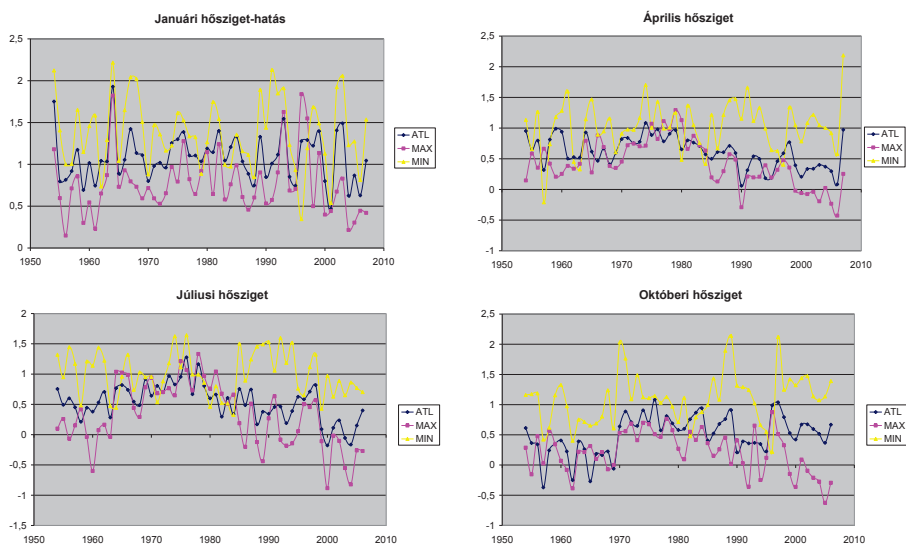 Januári hősziget-hatás
2,5
2
1,5
1
0,5
0
1950 1960 1970 1980 1990 2000 2010
ATL
MAX
MIN
Április hősziget
2,5
2
1,5
1
0,5
0
-0,5
-1
1950 1960 1970 1980 1990 2000 2010
ATL
MAX
MIN
Júliusi hősziget
2
1,5
1
0,5
0
-0,5
-1
1,5
1950 1960 1970 1980 1990 2000 2010
ATL
MAX
MIN
Októberi hősziget
2,5
2
1,5
1
0,5
0
-0,5
-1
1950 1960 1970 1980 1990 2000 2010
ATL
MAX
MIN